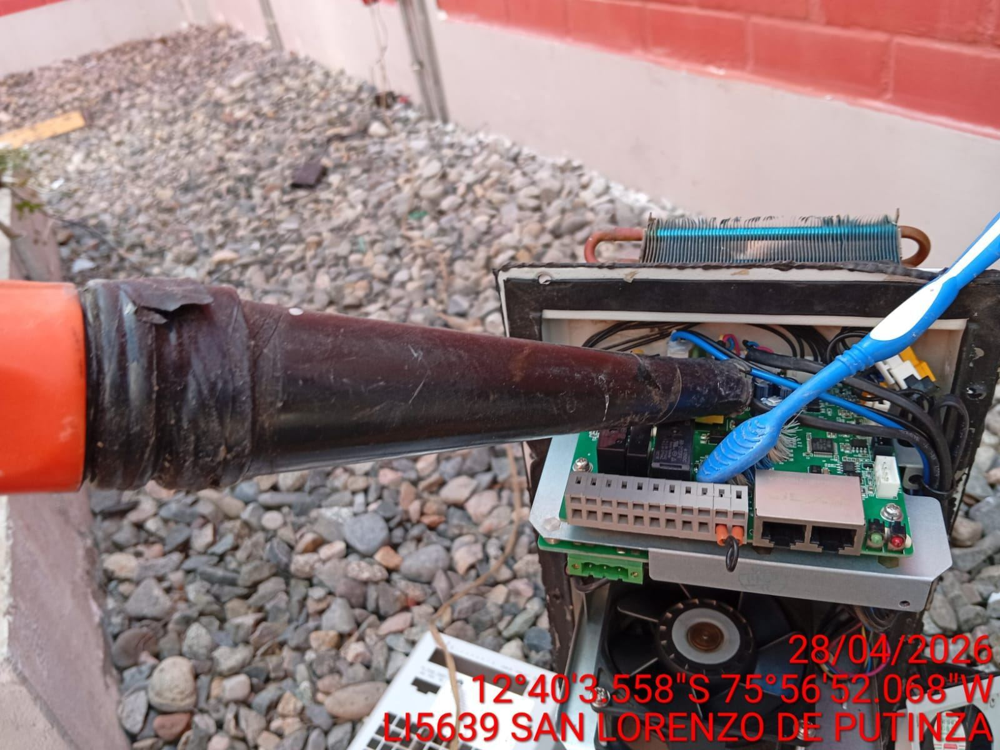 28/04/2026
12°40'3.558"S 75°56'52.068"W
LI5639 SAN LORENZO DE PUTINZA